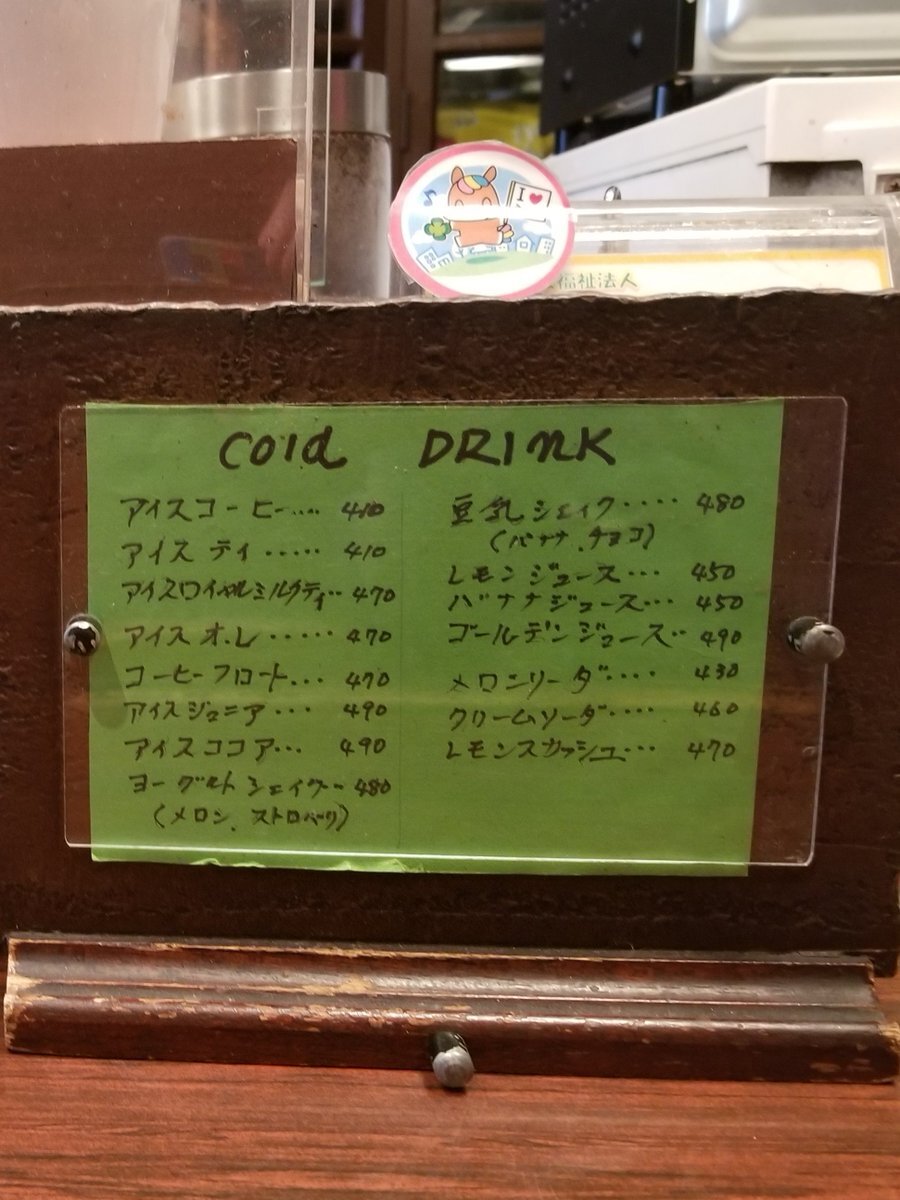 I ♥
福祉法人
COld DRINK
アイスコーヒー.... 410
アイスティ..... 410
アイスロイヤルミルクティ.. 470
アイスオ.レ..... 470
コーヒーフロート... 470
アイスジュニア... 490
アイスココア... 490
ヨーグルトシェイク.. 480
(メロン、ストロベリ)
豆乳シェイク.... 480
(バナナ、チョコ)
レモンジュース... 450
バナナジュース... 450
ゴールデンジュース.. 490
メロンソーダ.... 430
クリームソーダ.... 460
レモンスカッシュ... 470